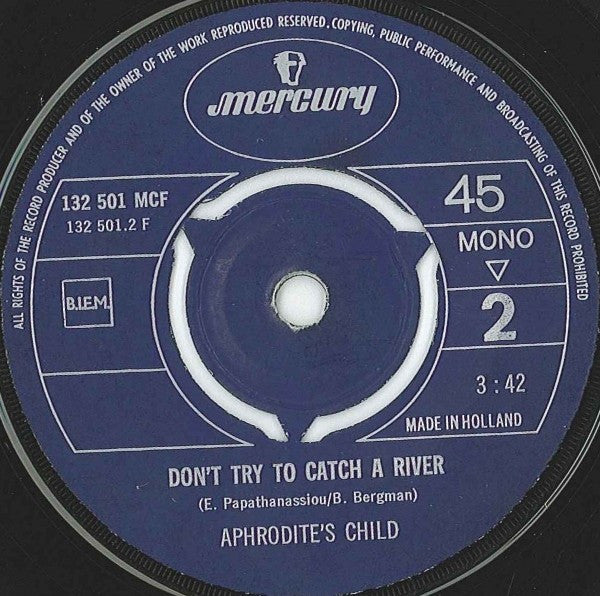 ALL RIGHTS OF THE RECORD PRODUCER AND OF THE OWNER OF THE WORK REPRODUCED RESERVED. COPYING, PUBLIC PERFORMANCE AND BROADCASTING OF THIS RECORD PROHIBITED
mercury
132 501 MCF
132 501.2 F
B.I.E.M.
45
MONO
2
3 : 42
MADE IN HOLLAND
DON'T TRY TO CATCH A RIVER
(E. Papathanassiou/B. Bergman)
APHRODITE'S CHILD